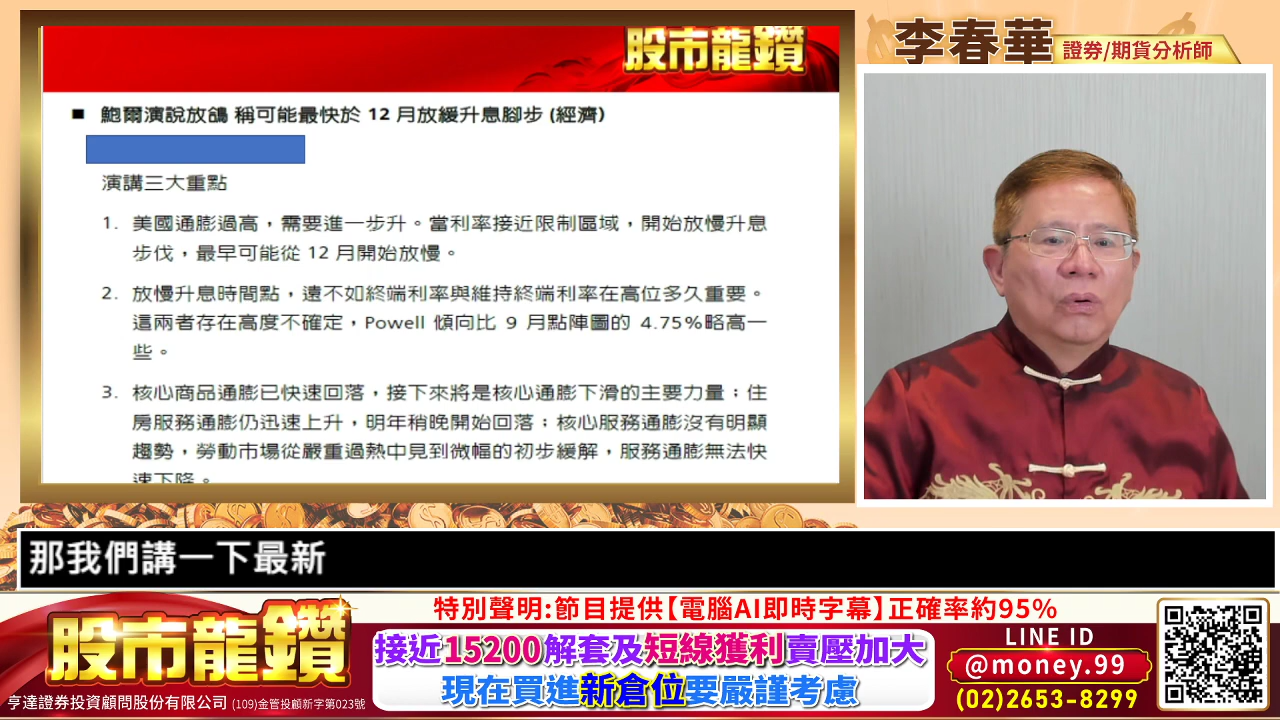 股市龍鑽
李春華
證券/期貨分析師
■ 鮑爾演說放鴿 稱可能最快於 12 月放緩升息腳步 (經濟)
演講三大重點
1. 美國通膨過高，需要進一步升。當利率接近限制區域，開始放慢升息
步伐，最早可能從 12 月開始放慢。
2. 放慢升息時間點，遠不如終端利率與維持終端利率在高位多久重要。
這兩者存在高度不確定，Powell 傾向比 9 月點陣圖的 4.75%略高一
些。
3. 核心商品通膨已快速回落，接下來將是核心通膨下滑的主要力量；住
房服務通膨仍迅速上升，明年稍晚開始回落；核心服務通膨沒有明顯
趨勢，勞動市場從嚴重過熱中見到微幅的初步緩解，服務通膨無法快
速下降。
那我們講一下最新
股市龍鑽
亨達證券投資顧問股份有限公司 (109)金管投顧新字第023號
特別聲明:節目提供【電腦AI即時字幕】正確率約95%
接近15200解套及短線獲利賣壓加大
現在買進新倉位要嚴謹考慮
LINE ID
@money.99
(02)2653-8299